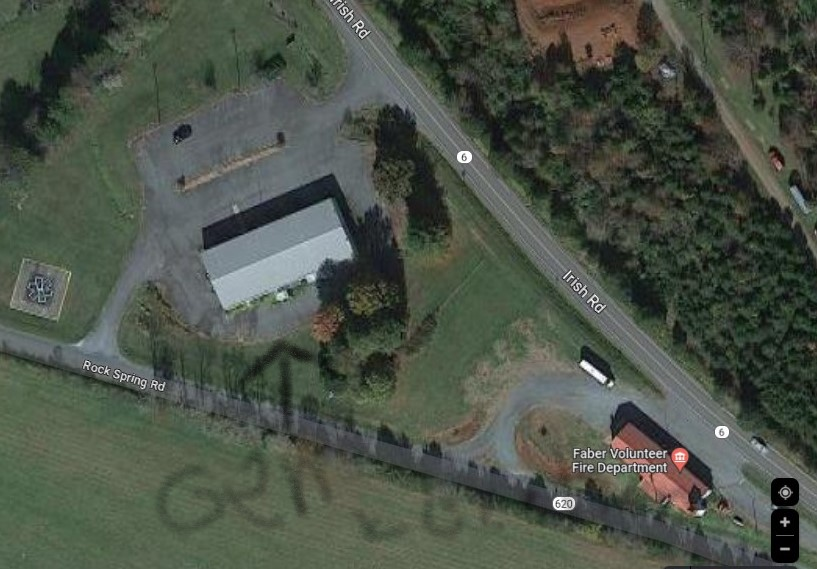 Irish Rd
6
Irish Rd
Rock Spring Rd
6
Faber Volunteer
Fire Department
620